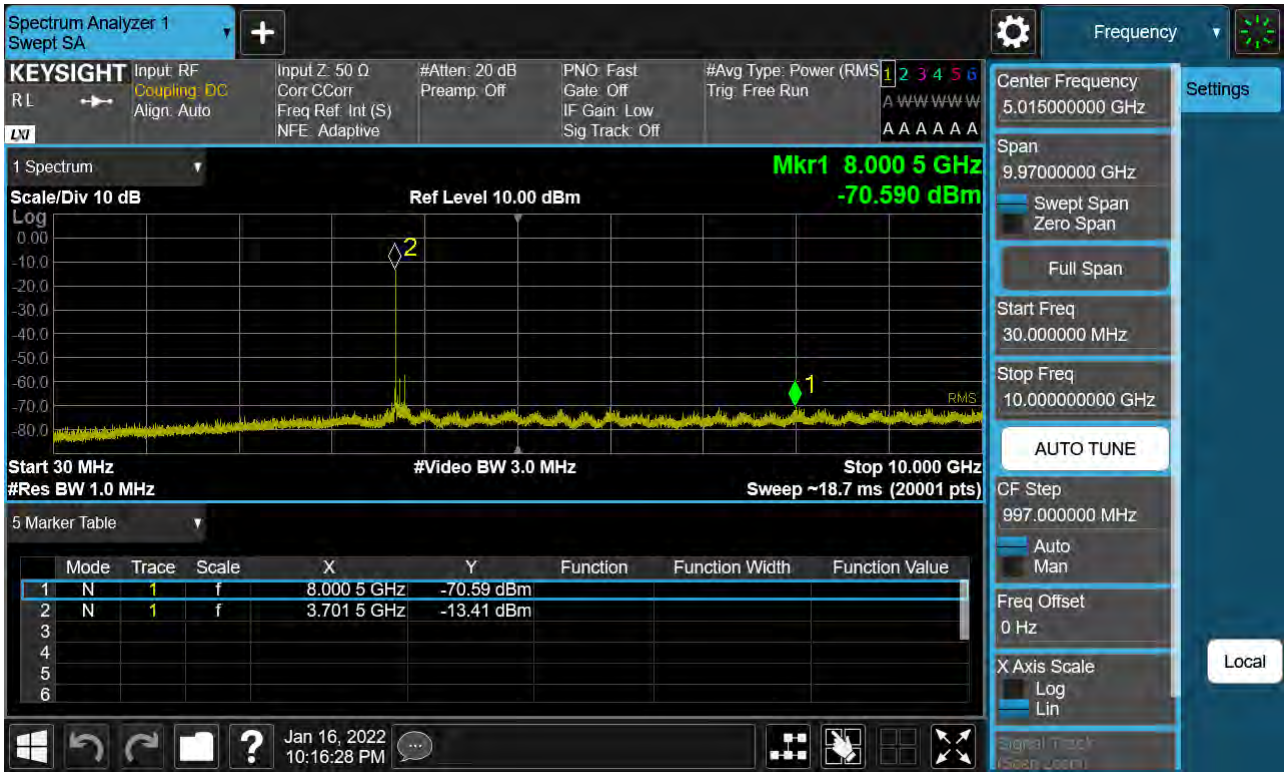 Spectrum Analyzer 1
Swept SA
+
Frequency
KEYSIGHT
RL
LXI
Input: RF
Coupling: DC
Align: Auto
Input Z: 50 Ω
Corr CCorr
Freq Ref: Int (S)
NFE: Adaptive
#Atten: 20 dB
Preamp: Off
PNO: Fast
Gate: Off
IF Gain: Low
Sig Track: Off
#Avg Type: Power (RMS
Trig: Free Run
1 2 3 4 5 6
A W W W W W
A A A A A A
1 Spectrum
Scale/Div 10 dB
Ref Level 10.00 dBm
Mkr1 8.000 5 GHz
-70.590 dBm
Log
0.00
-10.0
-20.0
-30.0
-40.0
-50.0
-60.0
-70.0
-80.0
2
1
RMS
Start 30 MHz
#Video BW 3.0 MHz
Stop 10.000 GHz
#Res BW 1.0 MHz
Sweep ~18.7 ms (20001 pts)
5 Marker Table
Mode Trace Scale X Y Function Function Width Function Value
1 N 1 f 8.000 5 GHz -70.59 dBm
2 N 1 f 3.701 5 GHz -13.41 dBm
3
4
5
6
Center Frequency
5.015000000 GHz
Span
9.97000000 GHz
Swept Span
Zero Span
Full Span
Start Freq
30.000000 MHz
Stop Freq
10.000000000 GHz
AUTO TUNE
CF Step
997.000000 MHz
Auto
Man
Freq Offset
0 Hz
X Axis Scale
Log
Lin
Signal Track
(Span Zoom)
Settings
Local
?
Jan 16, 2022
10:16:28 PM